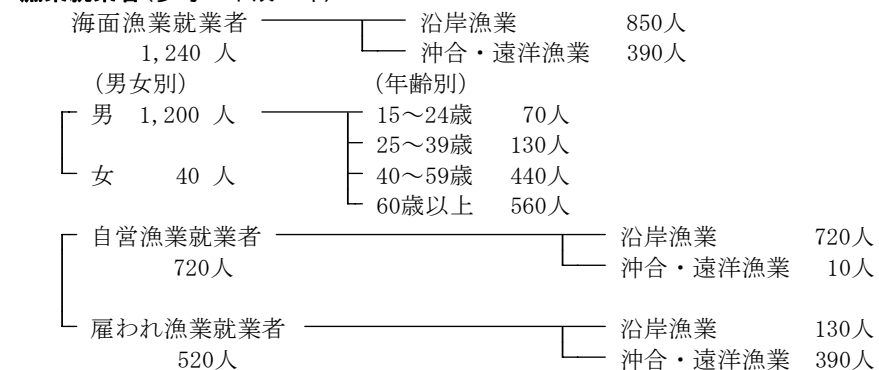 海面漁業就業者 沿岸漁業 850人
1,240 人 沖合・遠洋漁業 390人
(男女別) (年齢別)
男 1,200 人 15～24歳 70人
25～39歳 130人
女 40 人 40～59歳 440人
60歳以上 560人
自営漁業就業者 沿岸漁業 720人
720人 沖合・遠洋漁業 10人
雇われ漁業就業者 沿岸漁業 130人
520人 沖合・遠洋漁業 390人